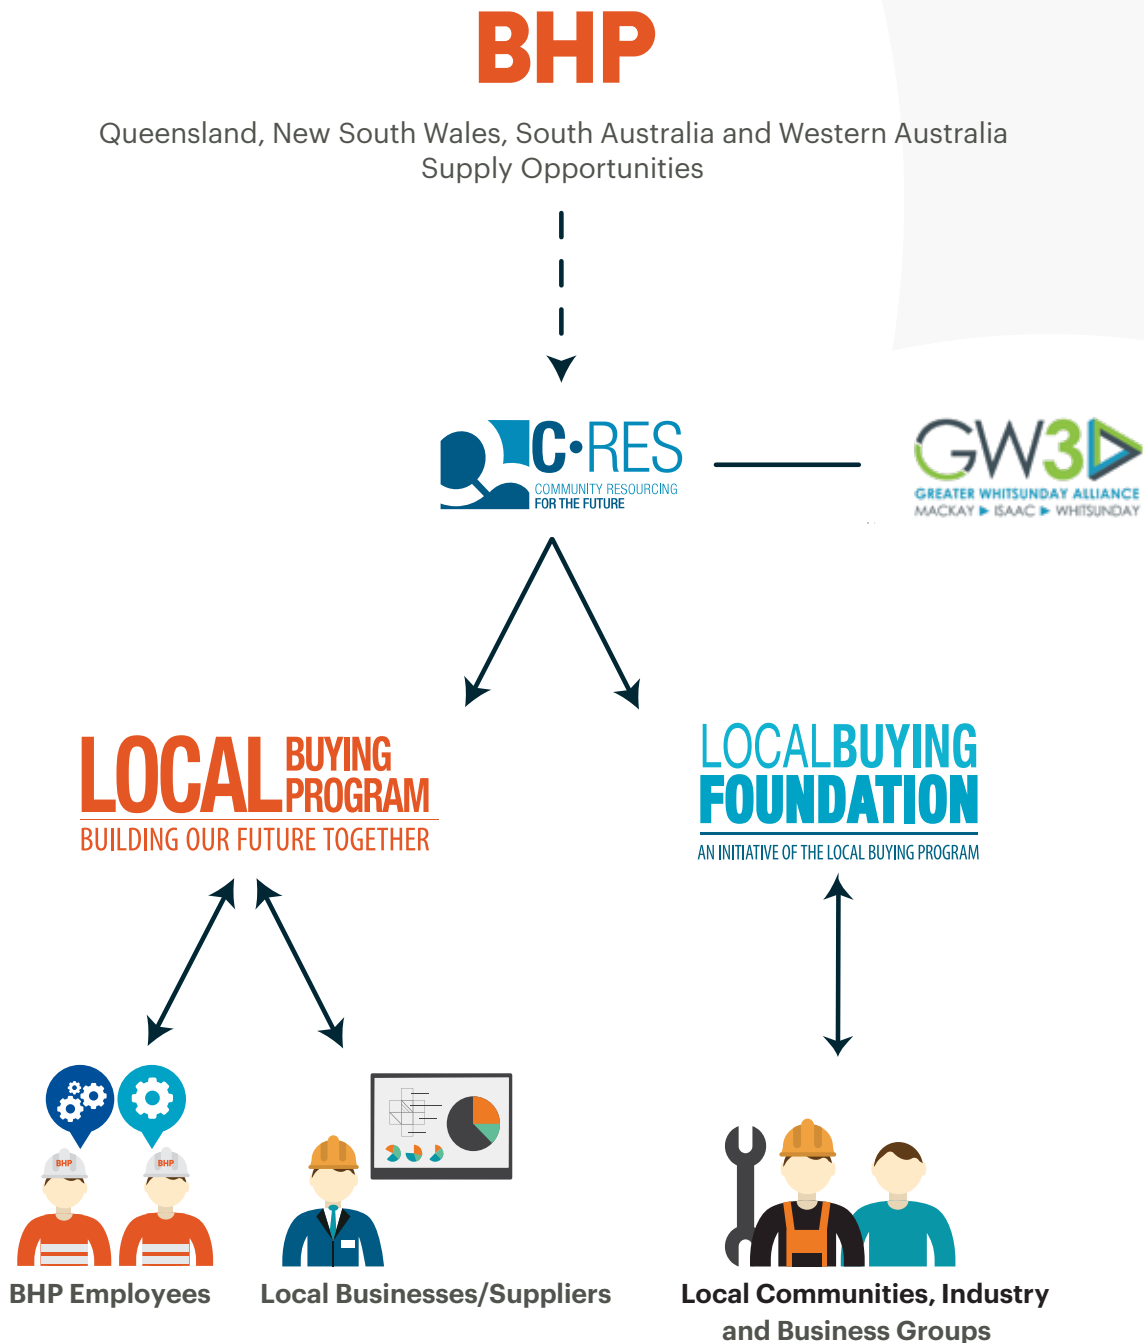 BHP
Queensland, New South Wales, South Australia and Western Australia
Supply Opportunities
C·RES
COMMUNITY RESOURCING
FOR THE FUTURE
GW3
GREATER WHITSUNDAY ALLIANCE
MACKAY ▶ ISAAC ▶ WHITSUNDAY
LOCAL BUYING
PROGRAM
BUILDING OUR FUTURE TOGETHER
LOCALBUYING
FOUNDATION
AN INITIATIVE OF THE LOCAL BUYING PROGRAM
BHP
BHP
BHP Employees
Local Businesses/Suppliers
Local Communities, Industry
and Business Groups